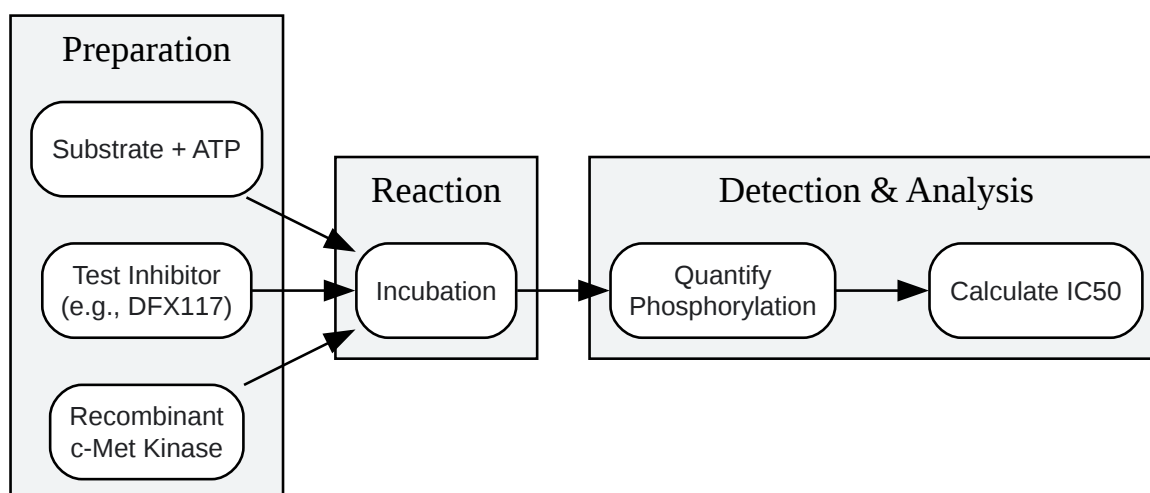 Preparation
Substrate + ATP
Test Inhibitor
(e.g., DFX117)
Recombinant
c-Met Kinase
Reaction
Incubation
Detection & Analysis
Quantify
Phosphorylation
Calculate IC50